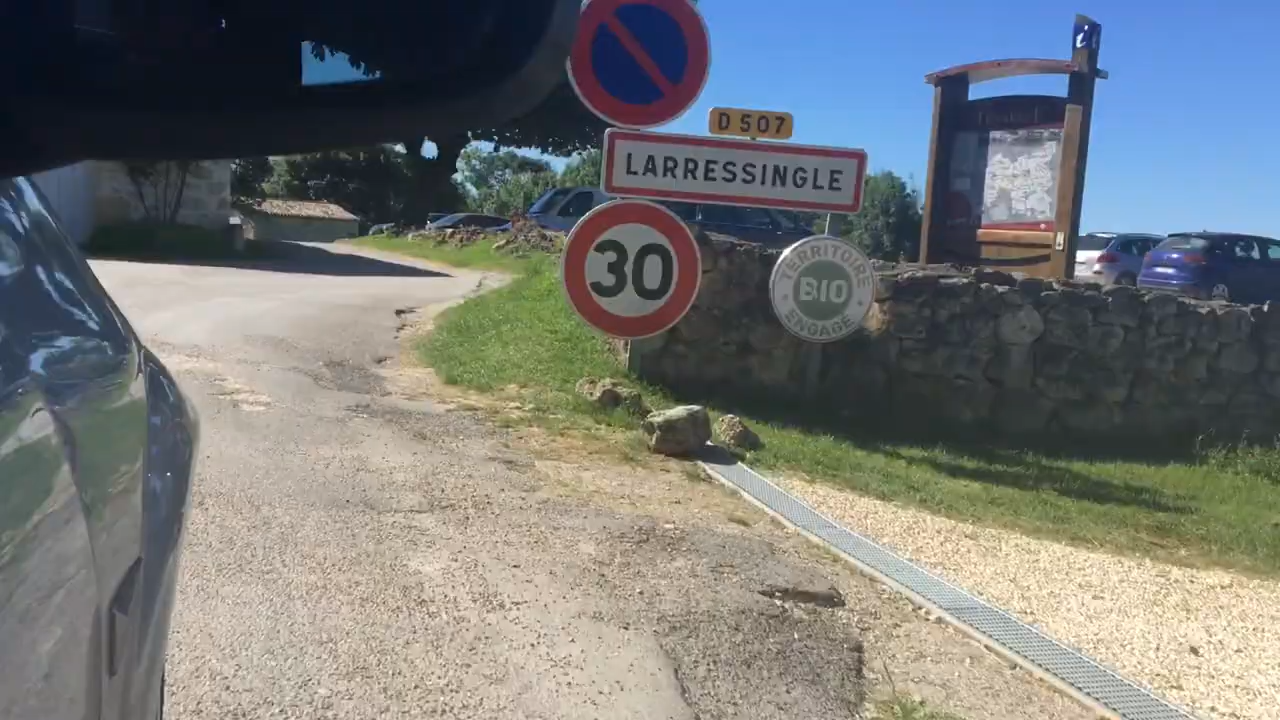 D 507
LARRESSINGLE
30
TERRITOIRE
BIO
ENGAGÉ
i